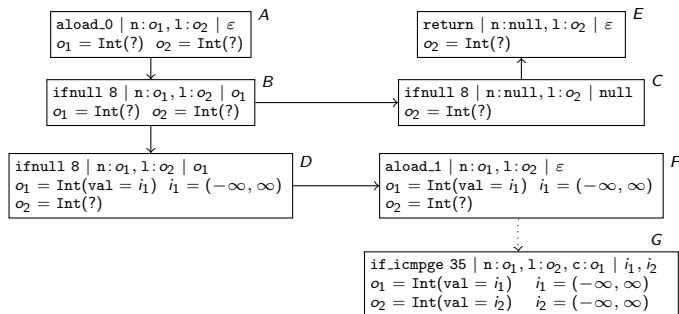 A
aload_0 | n:o₁, l:o₂ | ε
o₁ = Int(?) o₂ = Int(?)
E
return | n:null, l:o₂ | ε
o₂ = Int(?)
B
ifnull 8 | n:o₁, l:o₂ | o₁
o₁ = Int(?) o₂ = Int(?)
C
ifnull 8 | n:null, l:o₂ | null
o₂ = Int(?)
D
ifnull 8 | n:o₁, l:o₂ | o₁
o₁ = Int(val = i₁) i₁ = (−∞, ∞)
o₂ = Int(?)
F
aload_1 | n:o₁, l:o₂ | ε
o₁ = Int(val = i₁) i₁ = (−∞, ∞)
o₂ = Int(?)
G
if_icmpge 35 | n:o₁, l:o₂, c:o₁ | i₁, i₂
o₁ = Int(val = i₁) i₁ = (−∞, ∞)
o₂ = Int(val = i₂) i₂ = (−∞, ∞)